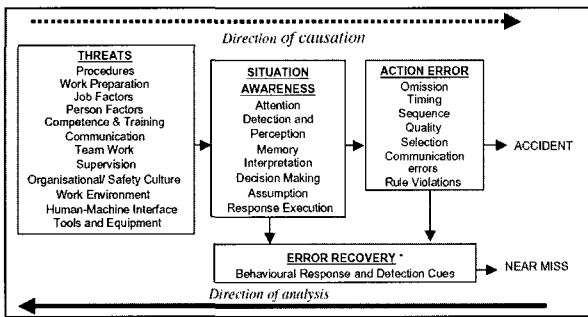 Direction of causation
THREATS
Procedures
Work Preparation
Job Factors
Person Factors
Competence & Training
Communication
Team Work
Supervision
Organisational/ Safety Culture
Work Environment
Human-Machine Interface
Tools and Equipment
SITUATION
AWARENESS
Attention
Detection and
Perception
Memory
Interpretation
Decision Making
Assumption
Response Execution
ACTION ERROR
Omission
Timing
Sequence
Quality
Selection
Communication
errors
Rule Violations
ACCIDENT
ERROR RECOVERY *
Behavioural Response and Detection Cues
NEAR MISS
Direction of analysis